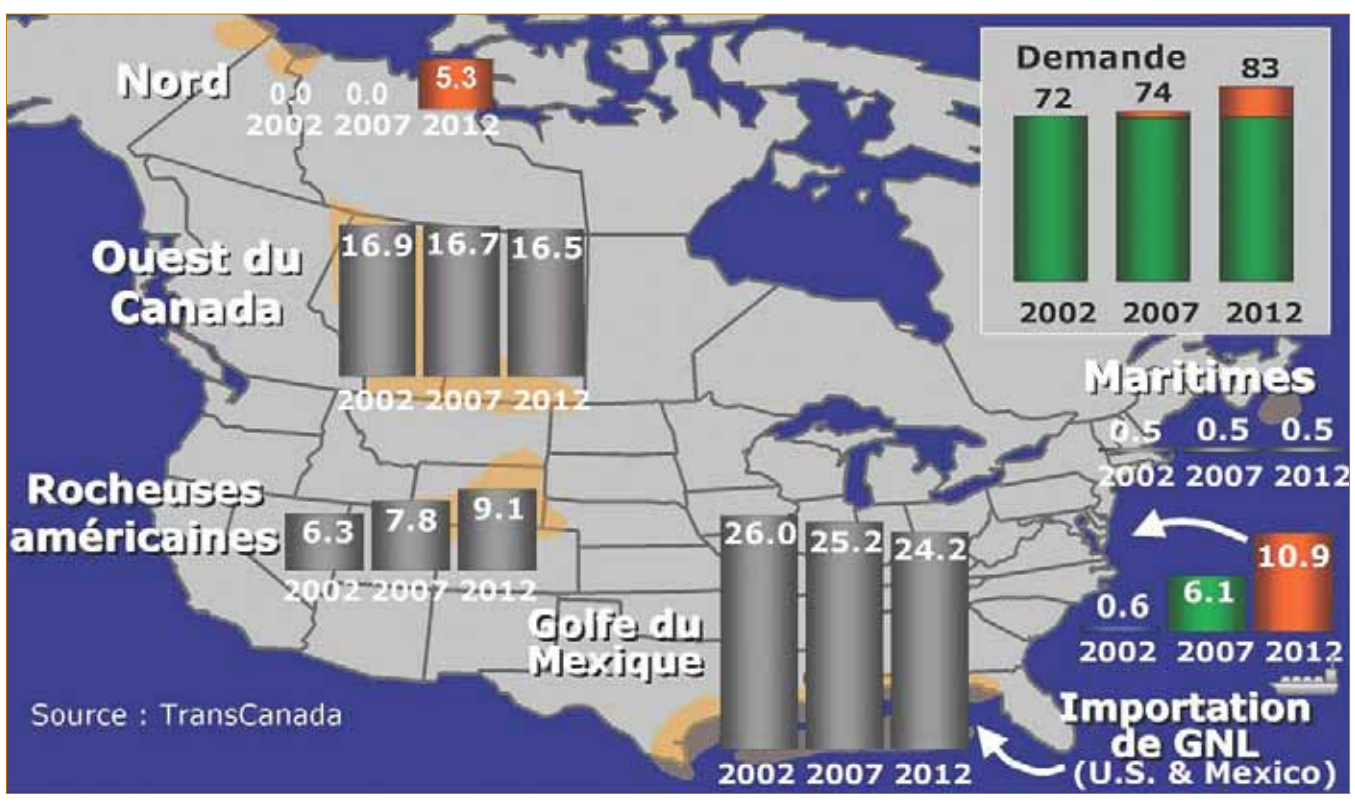 Nord
0.0 0.0 5.3
2002 2007 2012
Demande
72 74 83
2002 2007 2012
Ouest du
Canada
16.9 16.7 16.5
2002 2007 2012
Maritimes
0.5 0.5 0.5
2002 2007 2012
Rocheuses
américaines
6.3 7.8 9.1
2002 2007 2012
Golfe du
Mexique
26.0 25.2 24.2
2002 2007 2012
0.6 6.1 10.9
2002 2007 2012
Importation
de GNL
(U.S. & Mexico)
Source : TransCanada